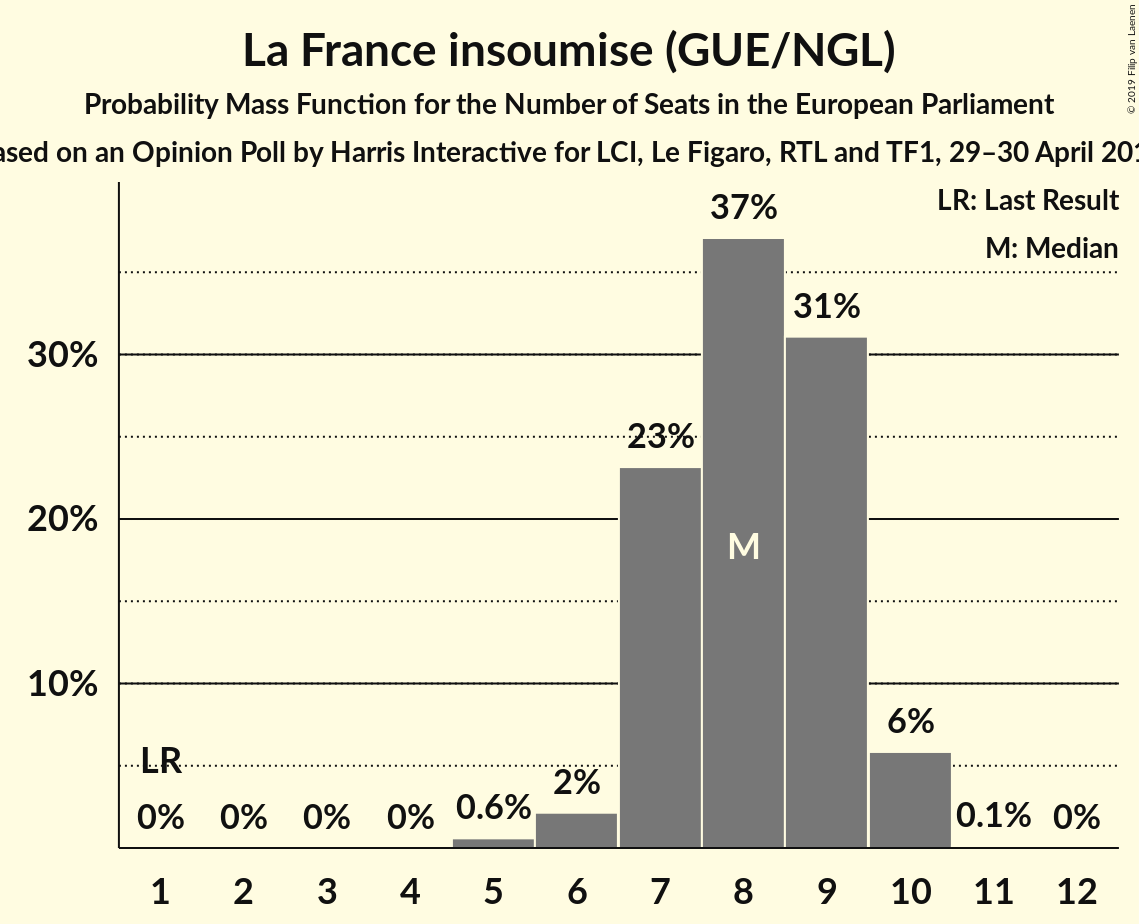 © 2019 Filip van Laenen
La France insoumise (GUE/NGL)
Probability Mass Function for the Number of Seats in the European Parliament
on an Opinion Poll by Harris Interactive for LCI, Le Figaro, RTL and TF1, 29–30 April
LR: Last Result
M: Median
37%
31%
30%
23%
20%
M
10%
6%
LR
2%
0% 0% 0% 0% 0.6% 0.1% 0%
1 2 3 4 5 6 7 8 9 10 11 12